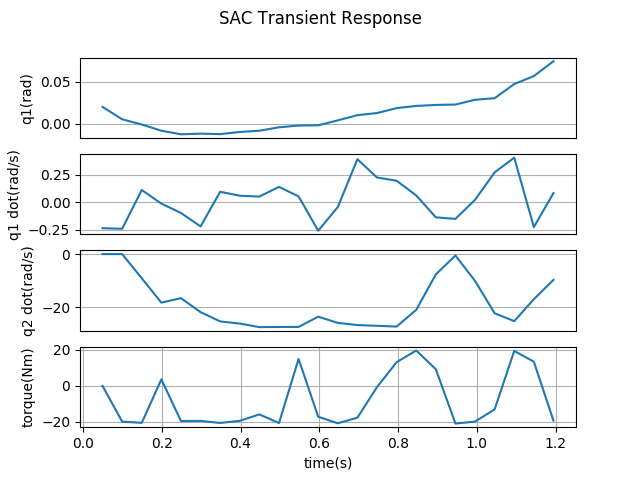 SAC Transient Response
q1(rad)
0.05
0.00
q1 dot(rad/s)
0.25
0.00
−0.25
q2 dot(rad/s)
0
−20
torque(Nm)
20
0
−20
0.0 0.2 0.4 0.6 0.8 1.0 1.2
time(s)